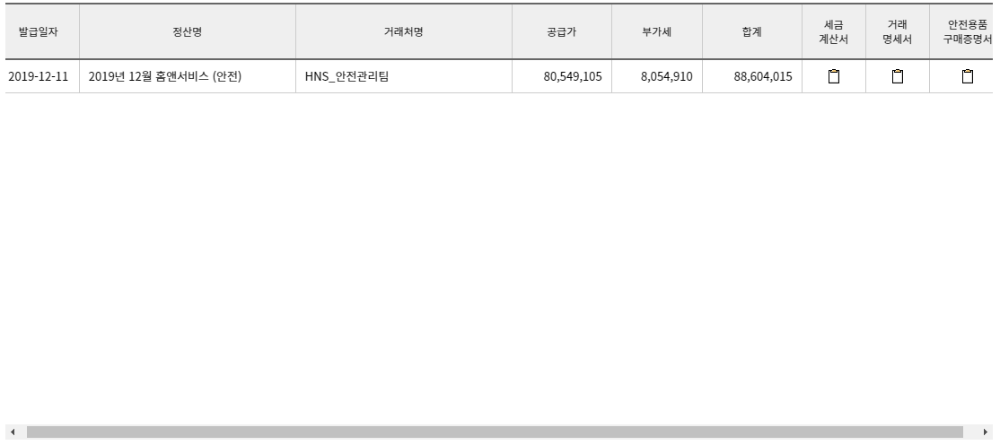 발급일자 정산명 거래처명 공급가 부가세 합계 세금 계산서 거래 명세서 안전용품 구매증명서
2019-12-11 2019년 12월 홈앤서비스 (안전) HNS_안전관리팀 80,549,105 8,054,910 88,604,015